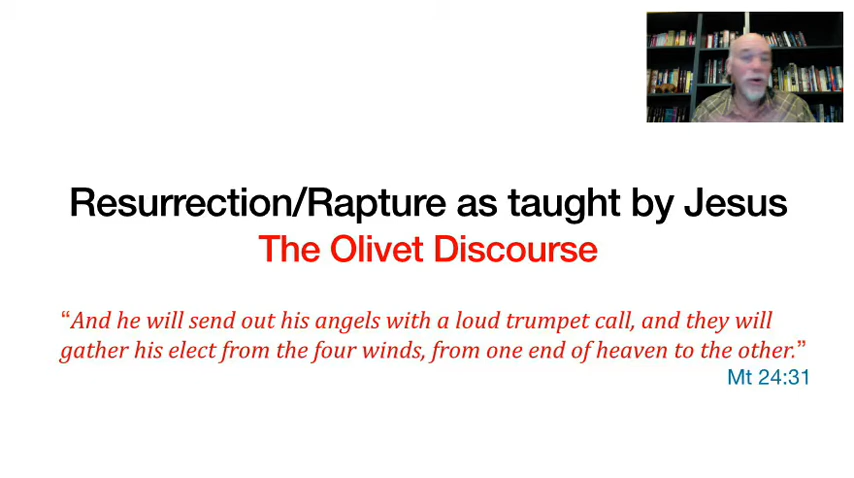 Resurrection/Rapture as taught by Jesus
The Olivet Discourse
“And he will send out his angels with a loud trumpet call, and they will
gather his elect from the four winds, from one end of heaven to the other.”
Mt 24:31